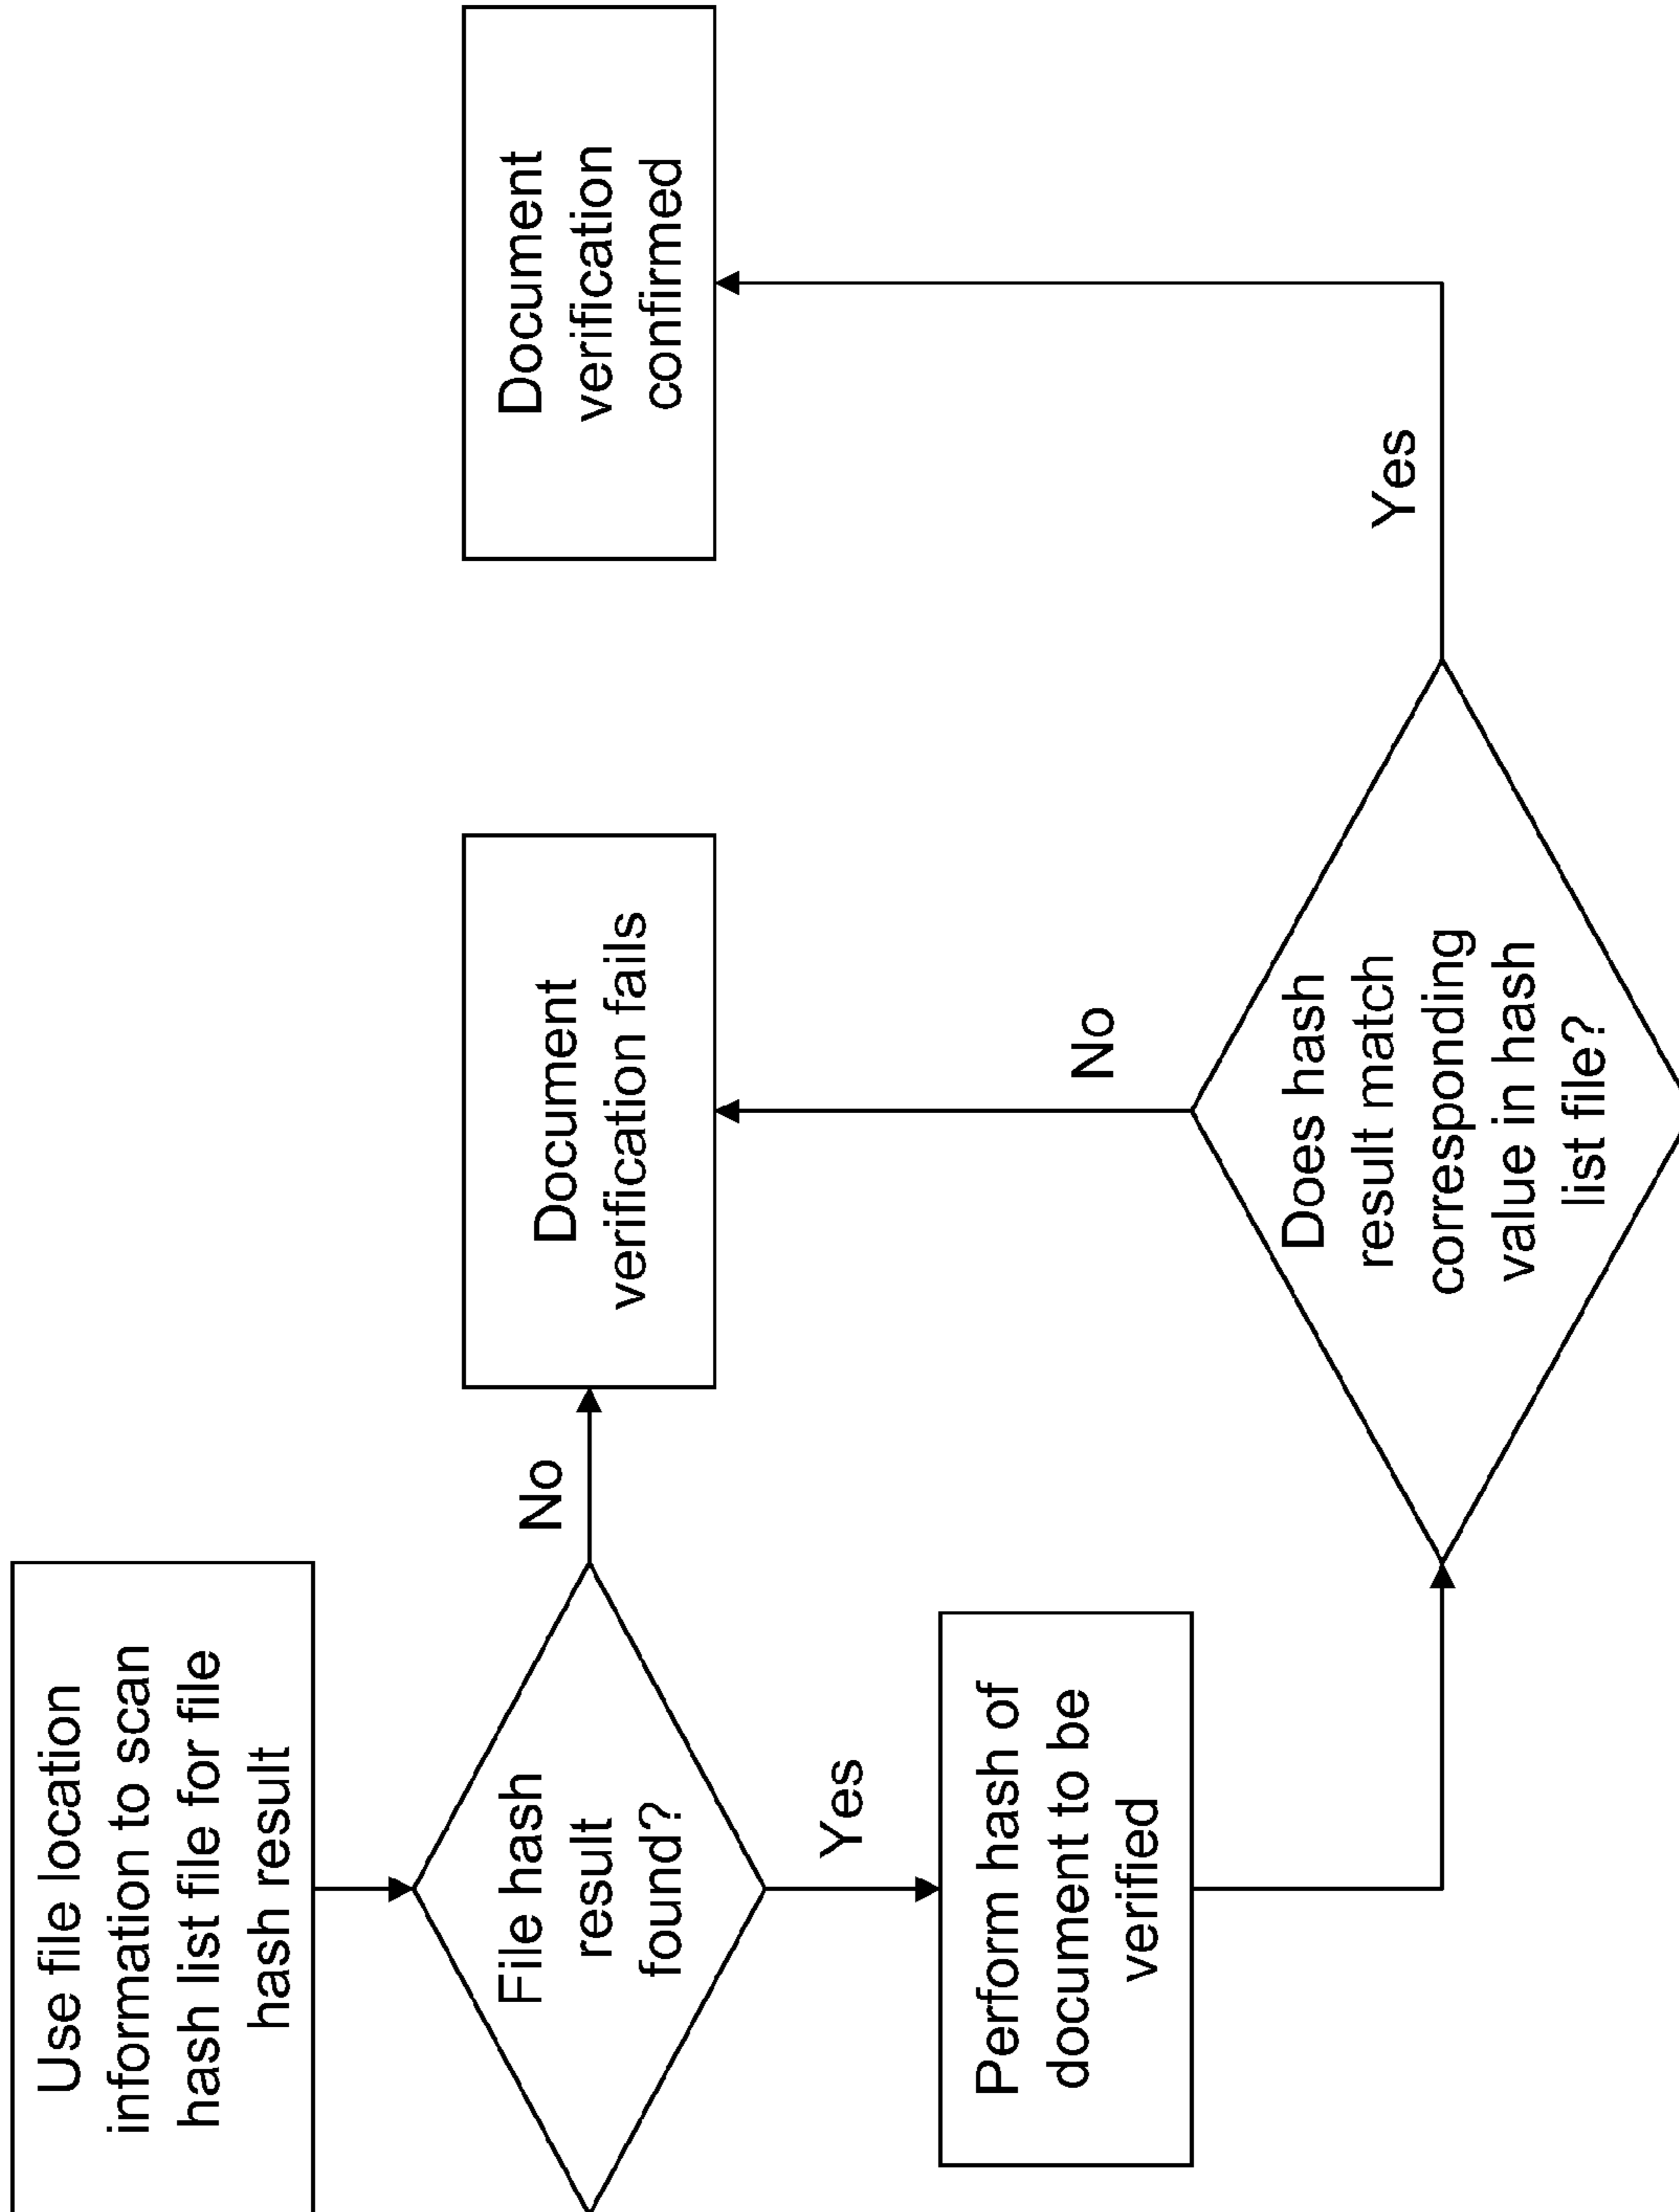 Use file location
information to scan
hash list file for file
hash result
File hash
result
found?
No
Document
verification fails
Yes
Perform hash of
document to be
verified
Does hash
result match
corresponding
value in hash
list file?
No
Yes
Document
verification
confirmed